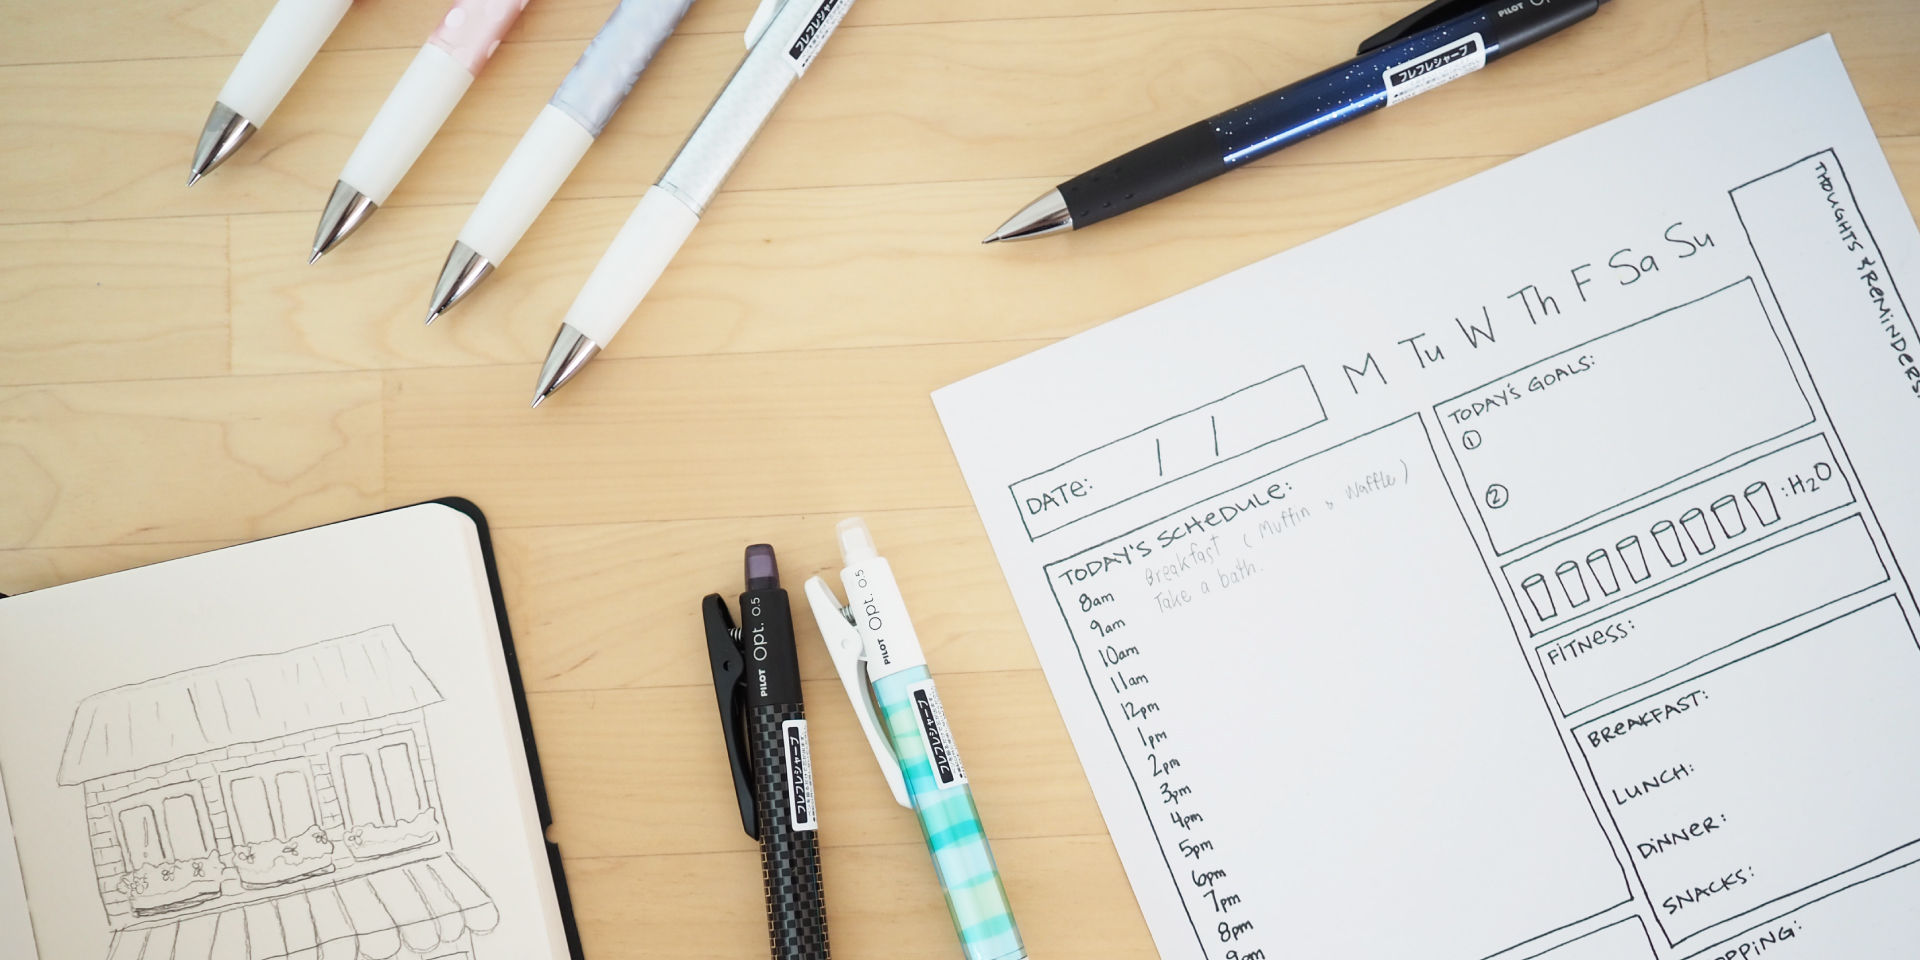 フレフレシャープ
PILOT
フレフレシャープ
THOUGHTS & REMINDERS:
M Tu W Th F Sa Su
DATE: / /
TODAY'S GOALS:
①
②
:H2O
FITNESS:
BREAKFAST:
LUNCH:
DINNER:
SNACKS:
TODAY'S SCHEDULE:
Breakfast (Muffin & Waffle)
Take a bath.
8am
9am
10am
11am
12pm
1pm
2pm
3pm
4pm
5pm
6pm
7pm
8pm
9pm
PILOT Opt. 0.5
フレフレシャープ
PILOT Opt. 0.5
フレフレシャープ